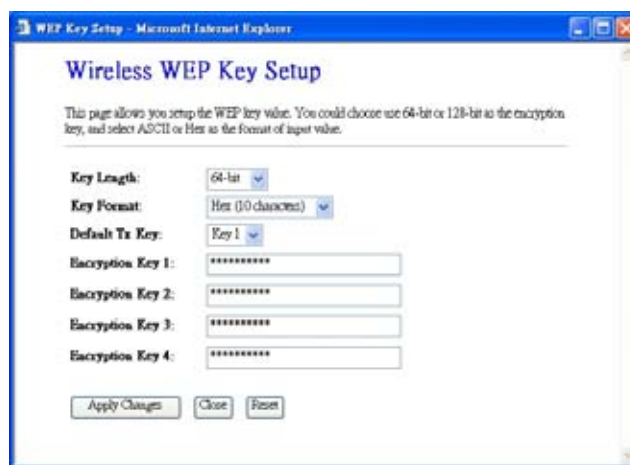 WEP Key Setup - Microsoft Internet Explorer
Wireless WEP Key Setup
This page allows you setup the WEP key value. You could choose use 64-bit or 128-bit as the encryption
key, and select ASCII or Hex as the format of input value.
Key Length: 64-bit
Key Format: Hex (10 characters)
Default Tx Key: Key 1
Encryption Key 1: **********
Encryption Key 2: **********
Encryption Key 3: **********
Encryption Key 4: **********
Apply Changes Close Reset